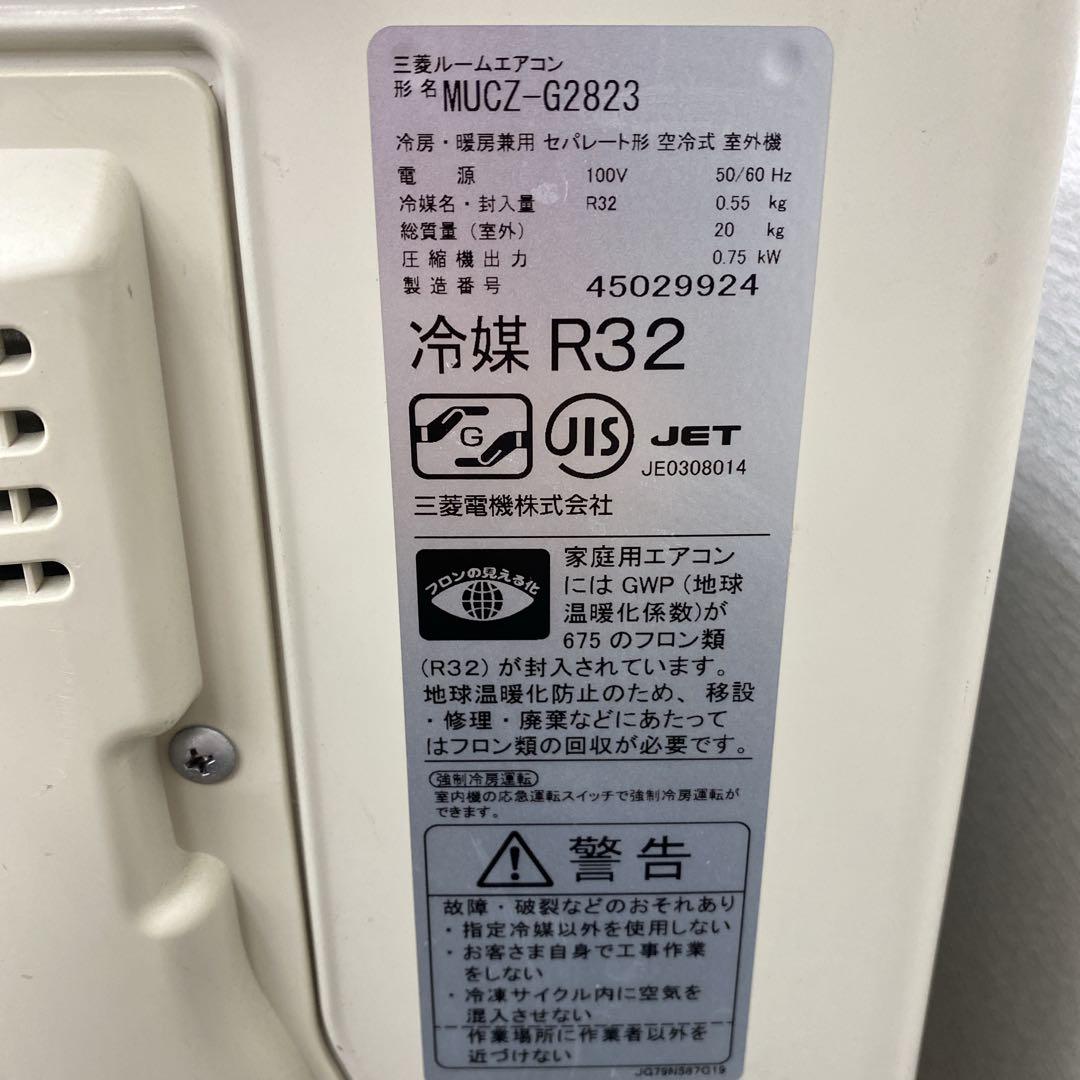 三菱ルームエアコン
形名 MUCZ-G2823
冷房・暖房兼用 セパレート形 空冷式 室外機
電源 100V 50/60 Hz
冷媒名・封入量 R32 0.55 kg
総質量（室外） 20 kg
圧縮機出力 0.75 kW
製造番号 45029924
冷媒 R32
G
JIS JET
JE0308014
三菱電機株式会社
フロンの見える化
家庭用エアコン
にはGWP（地球
温暖化係数)が
675のフロン類
(R32) が封入されています。
地球温暖化防止のため、移設
・修理・廃棄などにあたって
はフロン類の回収が必要です。
強制冷房運転
室内機の応急運転スイッチで強制冷房運転が
できます。
警告
故障・破裂などのおそれあり
・指定冷媒以外を使用しない
・お客さま自身で工事作業
をしない
・冷凍サイクル内に空気を
混入させない
作業場所に作業者以外を
近づけない
JG79N587G19